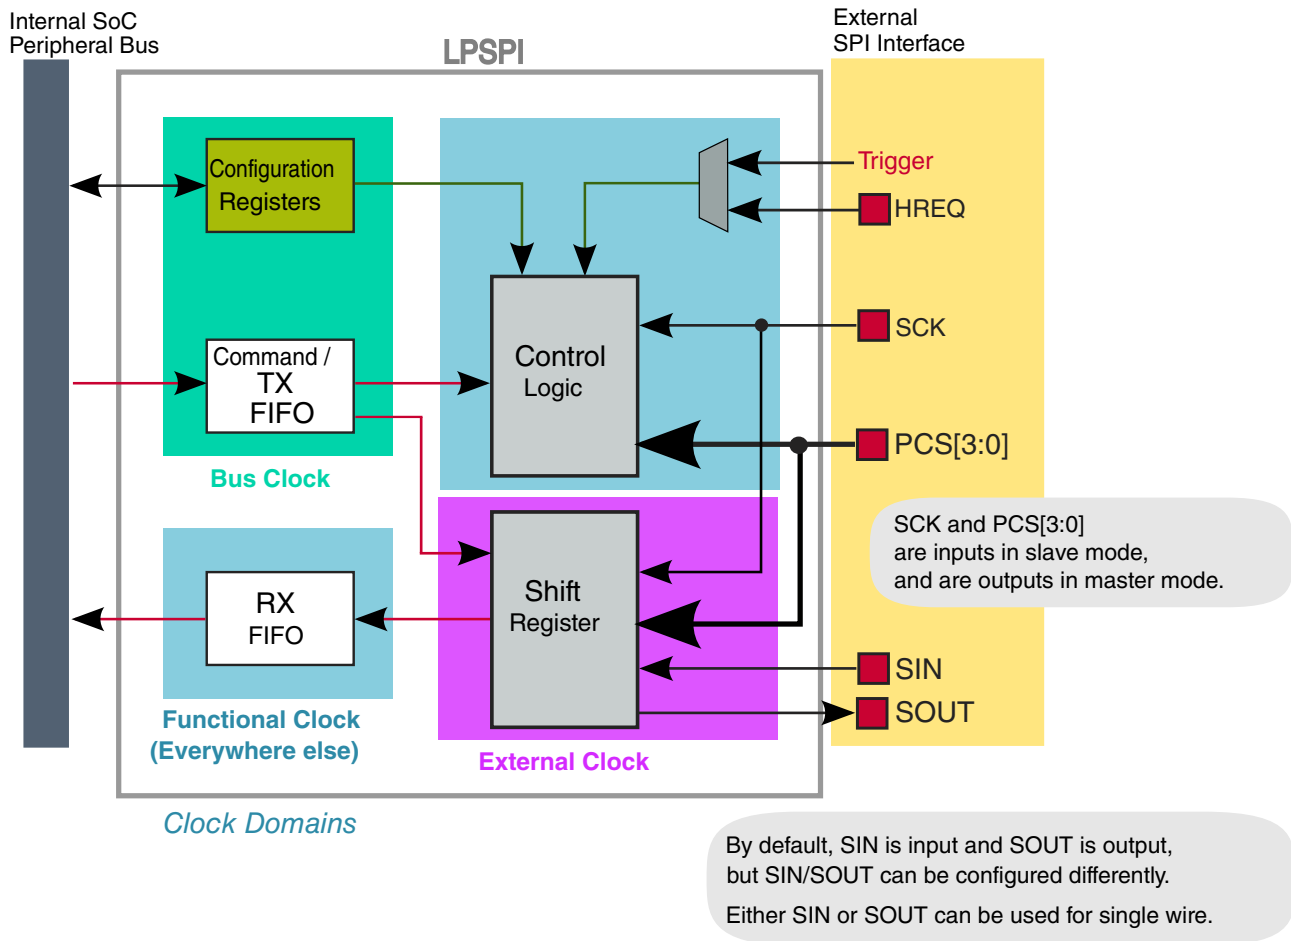 Internal SoC
Peripheral Bus
External
SPI Interface
LPSPI
Configuration
Registers
Trigger
HREQ
SCK
Command /
TX
FIFO
Control
Logic
PCS[3:0]
Bus Clock
SCK and PCS[3:0]
are inputs in slave mode,
and are outputs in master mode.
RX
FIFO
Shift
Register
SIN
SOUT
Functional Clock
(Everywhere else)
External Clock
Clock Domains
By default, SIN is input and SOUT is output,
but SIN/SOUT can be configured differently.
Either SIN or SOUT can be used for single wire.